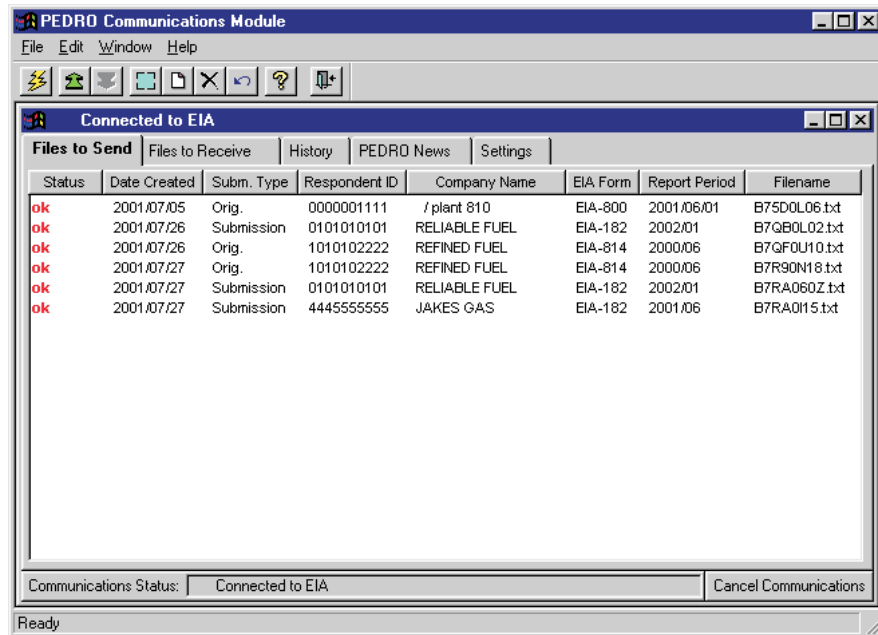 PEDRO Communications Module
File Edit Window Help
Connected to EIA
Files to Send Files to Receive History PEDRO News Settings
Status Date Created Subm. Type Respondent ID Company Name EIA Form Report Period Filename
ok 2001/07/05 Orig. 0000001111 / plant 810 EIA-800 2001/06/01 B75D0L06.txt
ok 2001/07/26 Submission 0101010101 RELIABLE FUEL EIA-182 2002/01 B7QB0L02.txt
ok 2001/07/26 Orig. 1010102222 REFINED FUEL EIA-814 2000/06 B7QF0U10.txt
ok 2001/07/27 Orig. 1010102222 REFINED FUEL EIA-814 2000/06 B7R90N18.txt
ok 2001/07/27 Submission 0101010101 RELIABLE FUEL EIA-182 2002/01 B7RA060Z.txt
ok 2001/07/27 Submission 4445555555 JAKES GAS EIA-182 2001/06 B7RA0I15.txt
Communications Status: Connected to EIA Cancel Communications
Ready